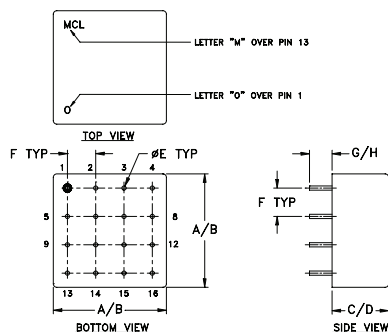 MCL
LETTER "M" OVER PIN 13
O
LETTER "O" OVER PIN 1
TOP VIEW
F TYP
ØE TYP
G/H
1 2 3 4
F TYP
5 8
A/B
9 12
13 14 15 16
A/B
C/D
BOTTOM VIEW
SIDE VIEW